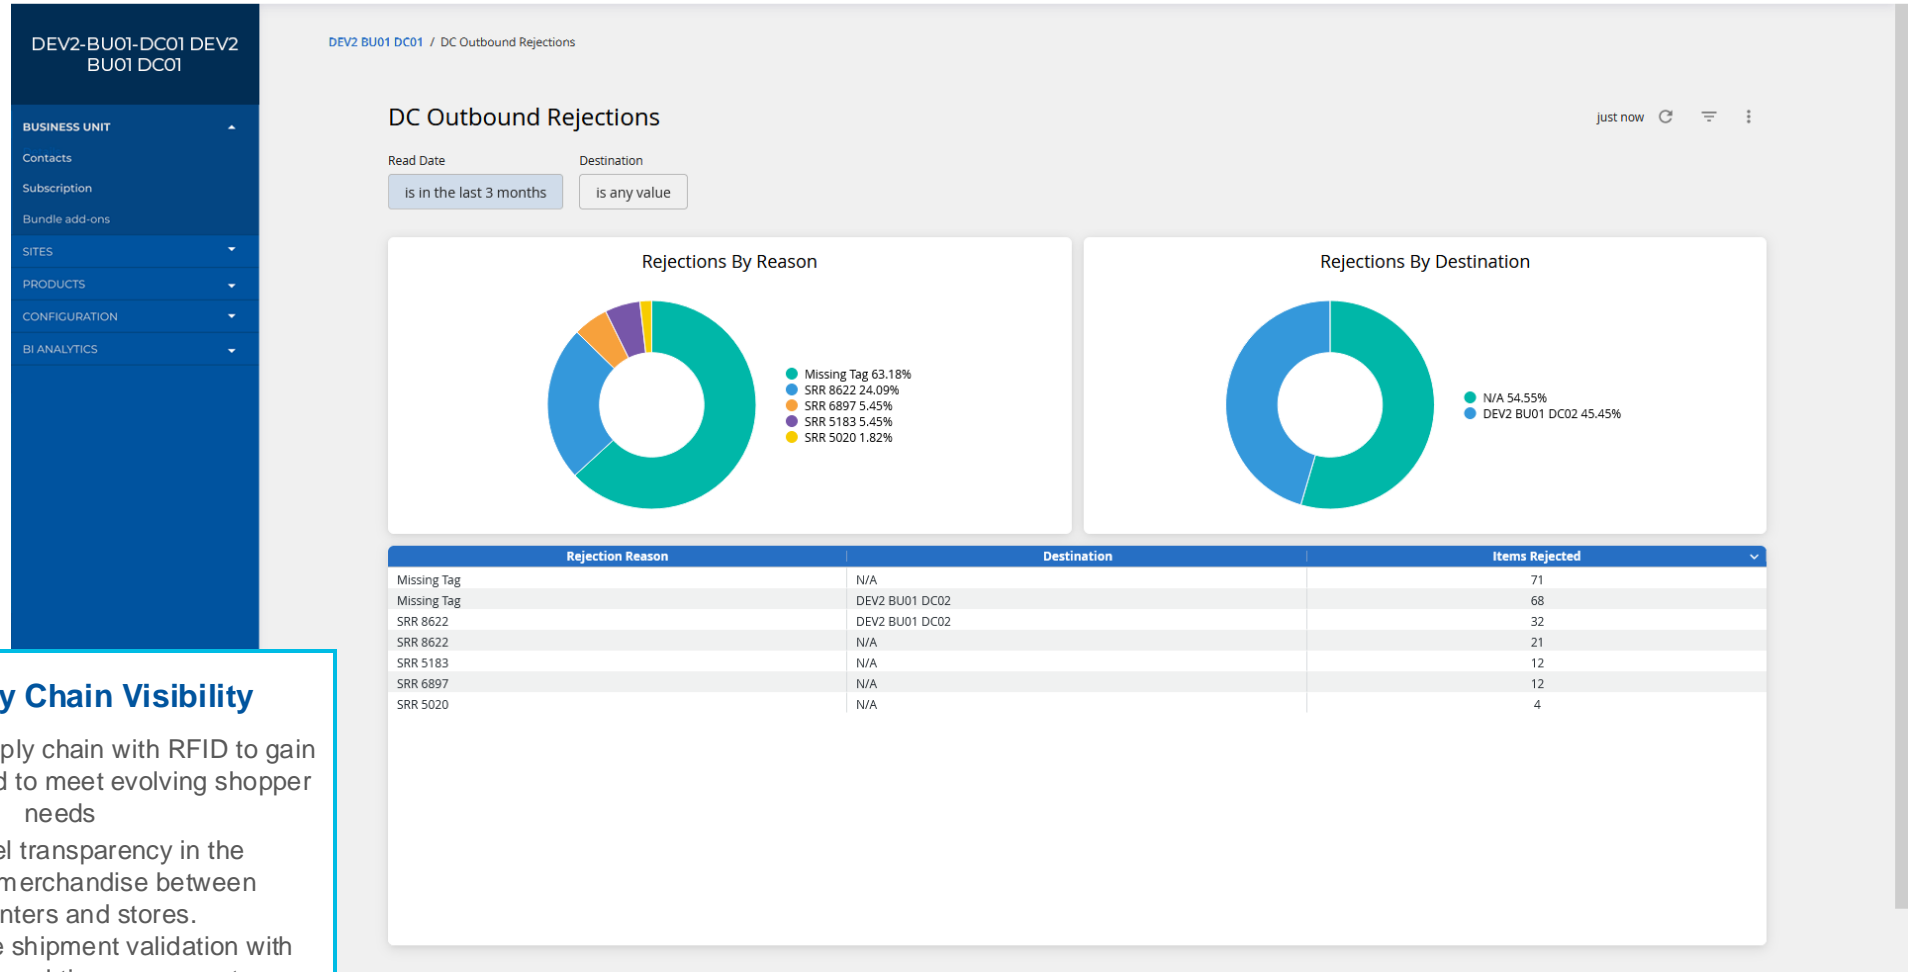 DEV2-BU01-DC01 DEV2
BU01 DC01
BUSINESS UNIT
Contacts
Subscription
Bundle add-ons
SITES
PRODUCTS
CONFIGURATION
BI ANALYTICS
DEV2 BU01 DC01 / DC Outbound Rejections
DC Outbound Rejections
just now
Read Date Destination
is in the last 3 months is any value
Rejections By Reason
Missing Tag 63.18%
SRR 8622 24.09%
SRR 6897 5.45%
SRR 5183 5.45%
SRR 5020 1.82%
Rejections By Destination
N/A 54.55%
DEV2 BU01 DC02 45.45%
Rejection Reason Destination Items Rejected
Missing Tag N/A 71
Missing Tag DEV2 BU01 DC02 68
SRR 8622 DEV2 BU01 DC02 32
SRR 8622 N/A 21
SRR 5183 N/A 12
SRR 6897 N/A 12
SRR 5020 N/A 4
y Chain Visibility
ply chain with RFID to gain
d to meet evolving shopper
needs
el transparency in the
merchandise between
nters and stores.
e shipment validation with